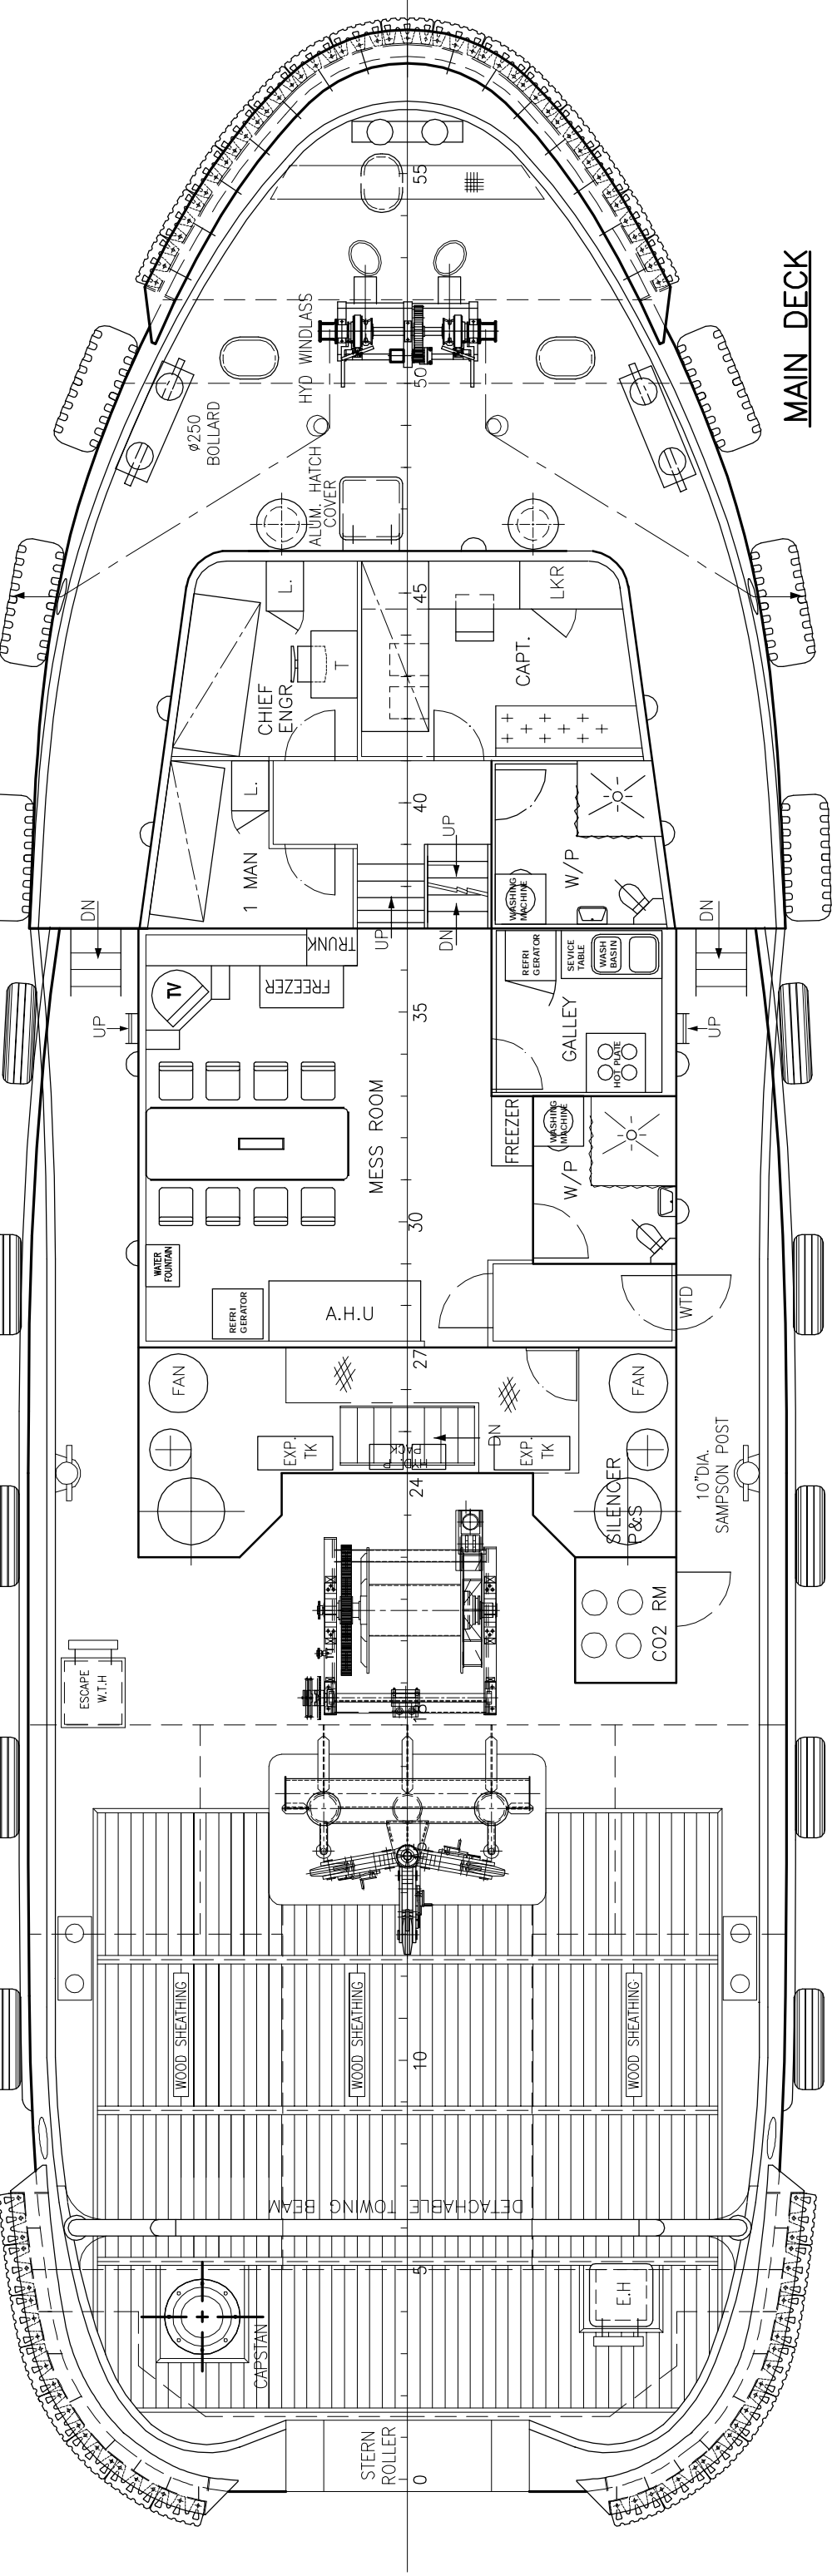 55
MAIN DECK
HYD WINDLASS
50
ø250
BOLLARD
ALUM. HATCH
COVER
45
L.
LKR
T
CHIEF
ENGR
CAPT.
40
L.
1 MAN
UP
W/P
WASHING
MACHINE
DN
DN
UP
DN
TRUNK
REFRI
GERATOR
SEVICE
TABLE
WASH
BASIN
TV
FREEZER
35
GALLEY
UP
UP
HOT PLATE
MESS ROOM
FREEZER
WASHING
MACHINE
W/P
30
WATER
FOUNTAIN
REFRI
GERATOR
A.H.U
WTD
27
FAN
FAN
DN
EXP.
TK
HYD. P
PACK
EXP.
TK
24
SILENCER
P&S
10"DIA.
SAMPSON POST
CO2 RM
ESCAPE
W.T.H
WOOD SHEATHING
WOOD SHEATHING
WOOD SHEATHING
10
DETACHABLE TOWING BEAM
5
E.H
CAPSTAN
STERN
ROLLER
0